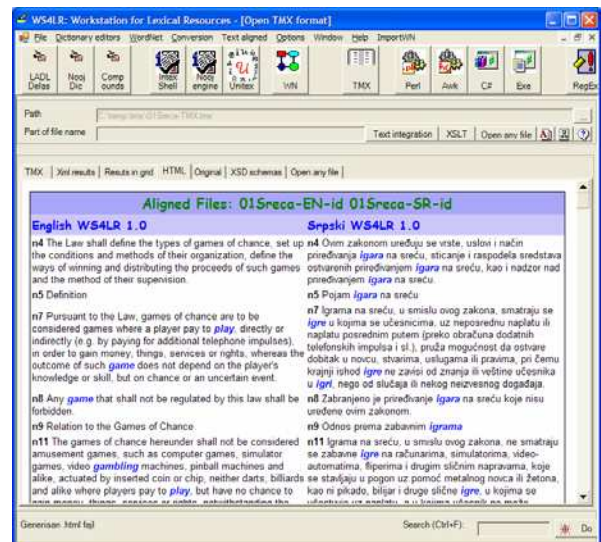 WS4LR: Workstation for Lexical Resources - [Open TMX format]
File Dictionary editors WordNet Conversion Text aligned Options Window Help ImportWN
LADL Delas Nooj Dic Comp ounds Intex Shell Nooj engine Unitex WN TMX Perl Awk C# Exe RegEx
Path
Part of file name Text integration XSLT Open any file
TMX Xml results Results in grid HTML Original XSD schemas Open any file
Aligned Files: 01Sreca-EN-id 01Sreca-SR-id
English WS4LR 1.0
n4 The Law shall define the types of games of chance, set up
the conditions and methods of their organization, define the
ways of winning and distributing the proceeds of such games
and the method of their supervision.
n5 Definition
n7 Pursuant to the Law, games of chance are to be
considered games where a player pay to play, directly or
indirectly (e.g. by paying for additional telephone impulses),
in order to gain money, things, services or rights, whereas the
outcome of such game does not depend on the player's
knowledge or skill, but on chance or an uncertain event.
n8 Any game that shall not be regulated by this law shall be
forbidden.
n9 Relation to the Games of Chance
n11 The games of chance hereunder shall not be considered
amusement games, such as computer games, simulator
games, video gambling machines, pinball machines and
alike, actuated by inserted coin or chip, neither darts, billiards
and alike where players pay to play, but have no chance to
gain money, things, services or rights, notwithstanding the
Srpski WS4LR 1.0
n4 Ovim zakonom uređuju se vrste, uslovi i način
priređivanja igara na sreću, sticanje i raspodela sredstava
ostvarenih priređivanjem igara na sreću, kao i nadzor nad
priređivanjem igara na sreću.
n5 Pojam igara na sreću
n7 Igrama na sreću, u smislu ovog zakona, smatraju se
igre u kojima se učesnicima, uz neposrednu naplatu ili
naplatu posrednim putem (preko obračuna dodatnih
telefonskih impulsa i sl.), pruža mogućnost da ostvare
dobitak u novcu, stvarima, uslugama ili pravima, pri čemu
krajnji ishod igre ne zavisi od znanja ili veštine učesnika
u igri, nego od slučaja ili nekog neizvesnog događaja.
n8 Zabranjeno je priređivanje igara na sreću koje nisu
uređene ovim zakonom.
n9 Odnos prema zabavnim igrama
n11 Igrama na sreću, u smislu ovog zakona, ne smatraju
se zabavne igre na računarima, simulatorima, video-
automatima, fliperima i drugim sličnim napravama, koje
se stavljaju u pogon uz pomoć metalnog novca ili žetona,
kao ni pikado, bilijar i druge slične igre, u kojima se
Generisan .html fajl Search (Ctrl+F): Do